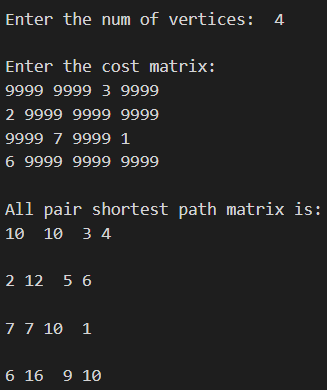 Enter the num of vertices:  4
Enter the cost matrix:
9999 9999 3 9999
2 9999 9999 9999
9999 7 9999 1
6 9999 9999 9999
All pair shortest path matrix is:
10  10  3 4
2 12  5 6
7 7 10  1
6 16  9 10